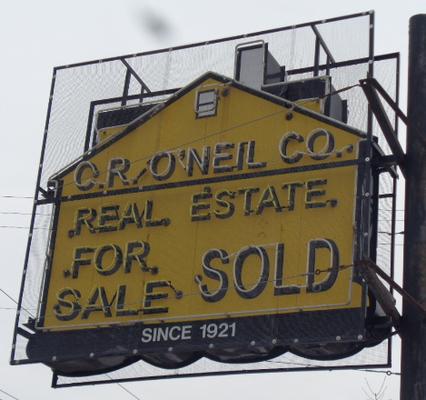 C.R. O'NEIL CO.
REAL ESTATE.
FOR
SALE SOLD
SINCE 1921